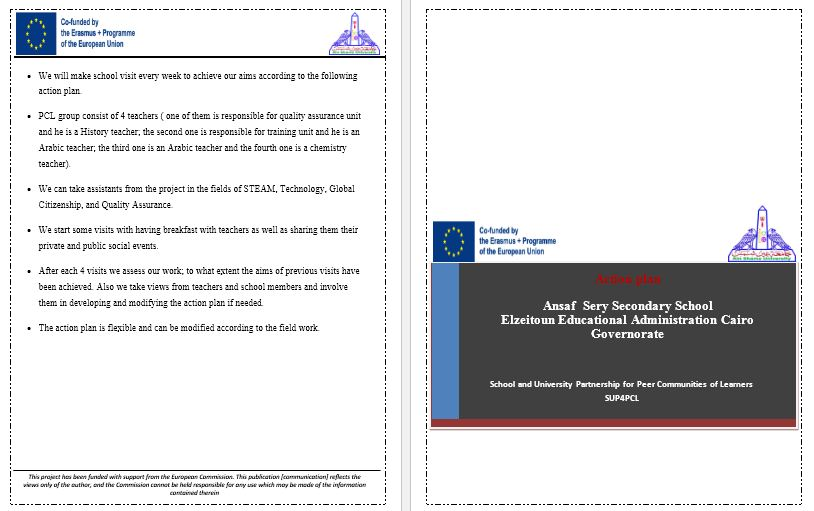 Co-funded by
the Erasmus + Programme
of the European Union
Ain Shams University
We will make school visit every week to achieve our aims according to the following
action plan.
PCL group consist of 4 teachers ( one of them is responsible for quality assurance unit
and he is a History teacher; the second one is responsible for training unit and he is an
Arabic teacher; the third one is an Arabic teacher and the fourth one is a chemistry
teacher).
We can take assistants from the project in the fields of STEAM, Technology, Global
Citizenship, and Quality Assurance.
We start some visits with having breakfast with teachers as well as sharing them their
private and public social events.
After each 4 visits we assess our work; to what extent the aims of previous visits have
been achieved. Also we take views from teachers and school members and involve
them in developing and modifying the action plan if needed.
The action plan is flexible and can be modified according to the field work.
This project has been funded with support from the European Commission. This publication [communication] reflects the
views only of the author, and the Commission cannot be held responsible for any use which may be made of the information
contained therein
Co-funded by
the Erasmus + Programme
of the European Union
Ain Shams University
Action plan
Ansaf Sery Secondary School
Elzeitoun Educational Administration Cairo
Governorate
School and University Partnership for Peer Communities of Learners
SUP4PCL